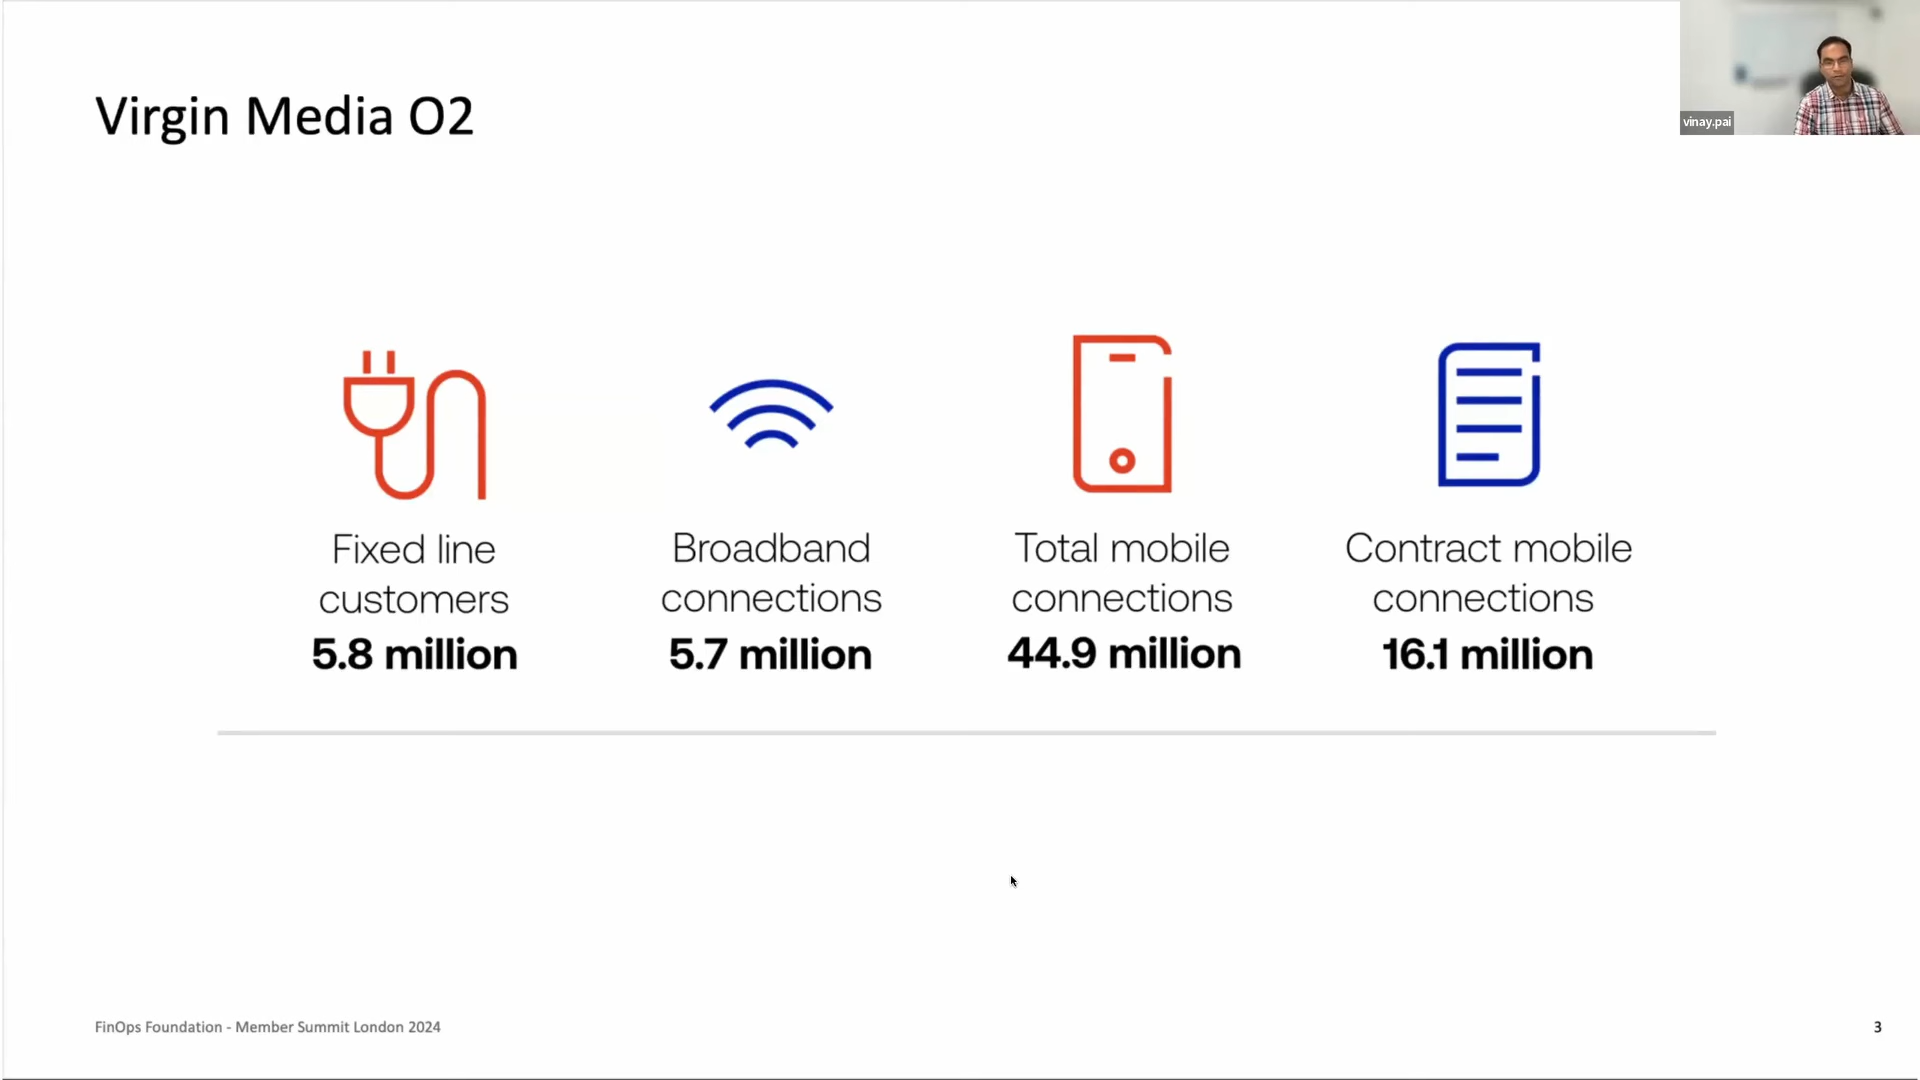 Virgin Media O2
vinay.pai
Fixed line
customers
5.8 million
Broadband
connections
5.7 million
Total mobile
connections
44.9 million
Contract mobile
connections
16.1 million
FinOps Foundation - Member Summit London 2024
3